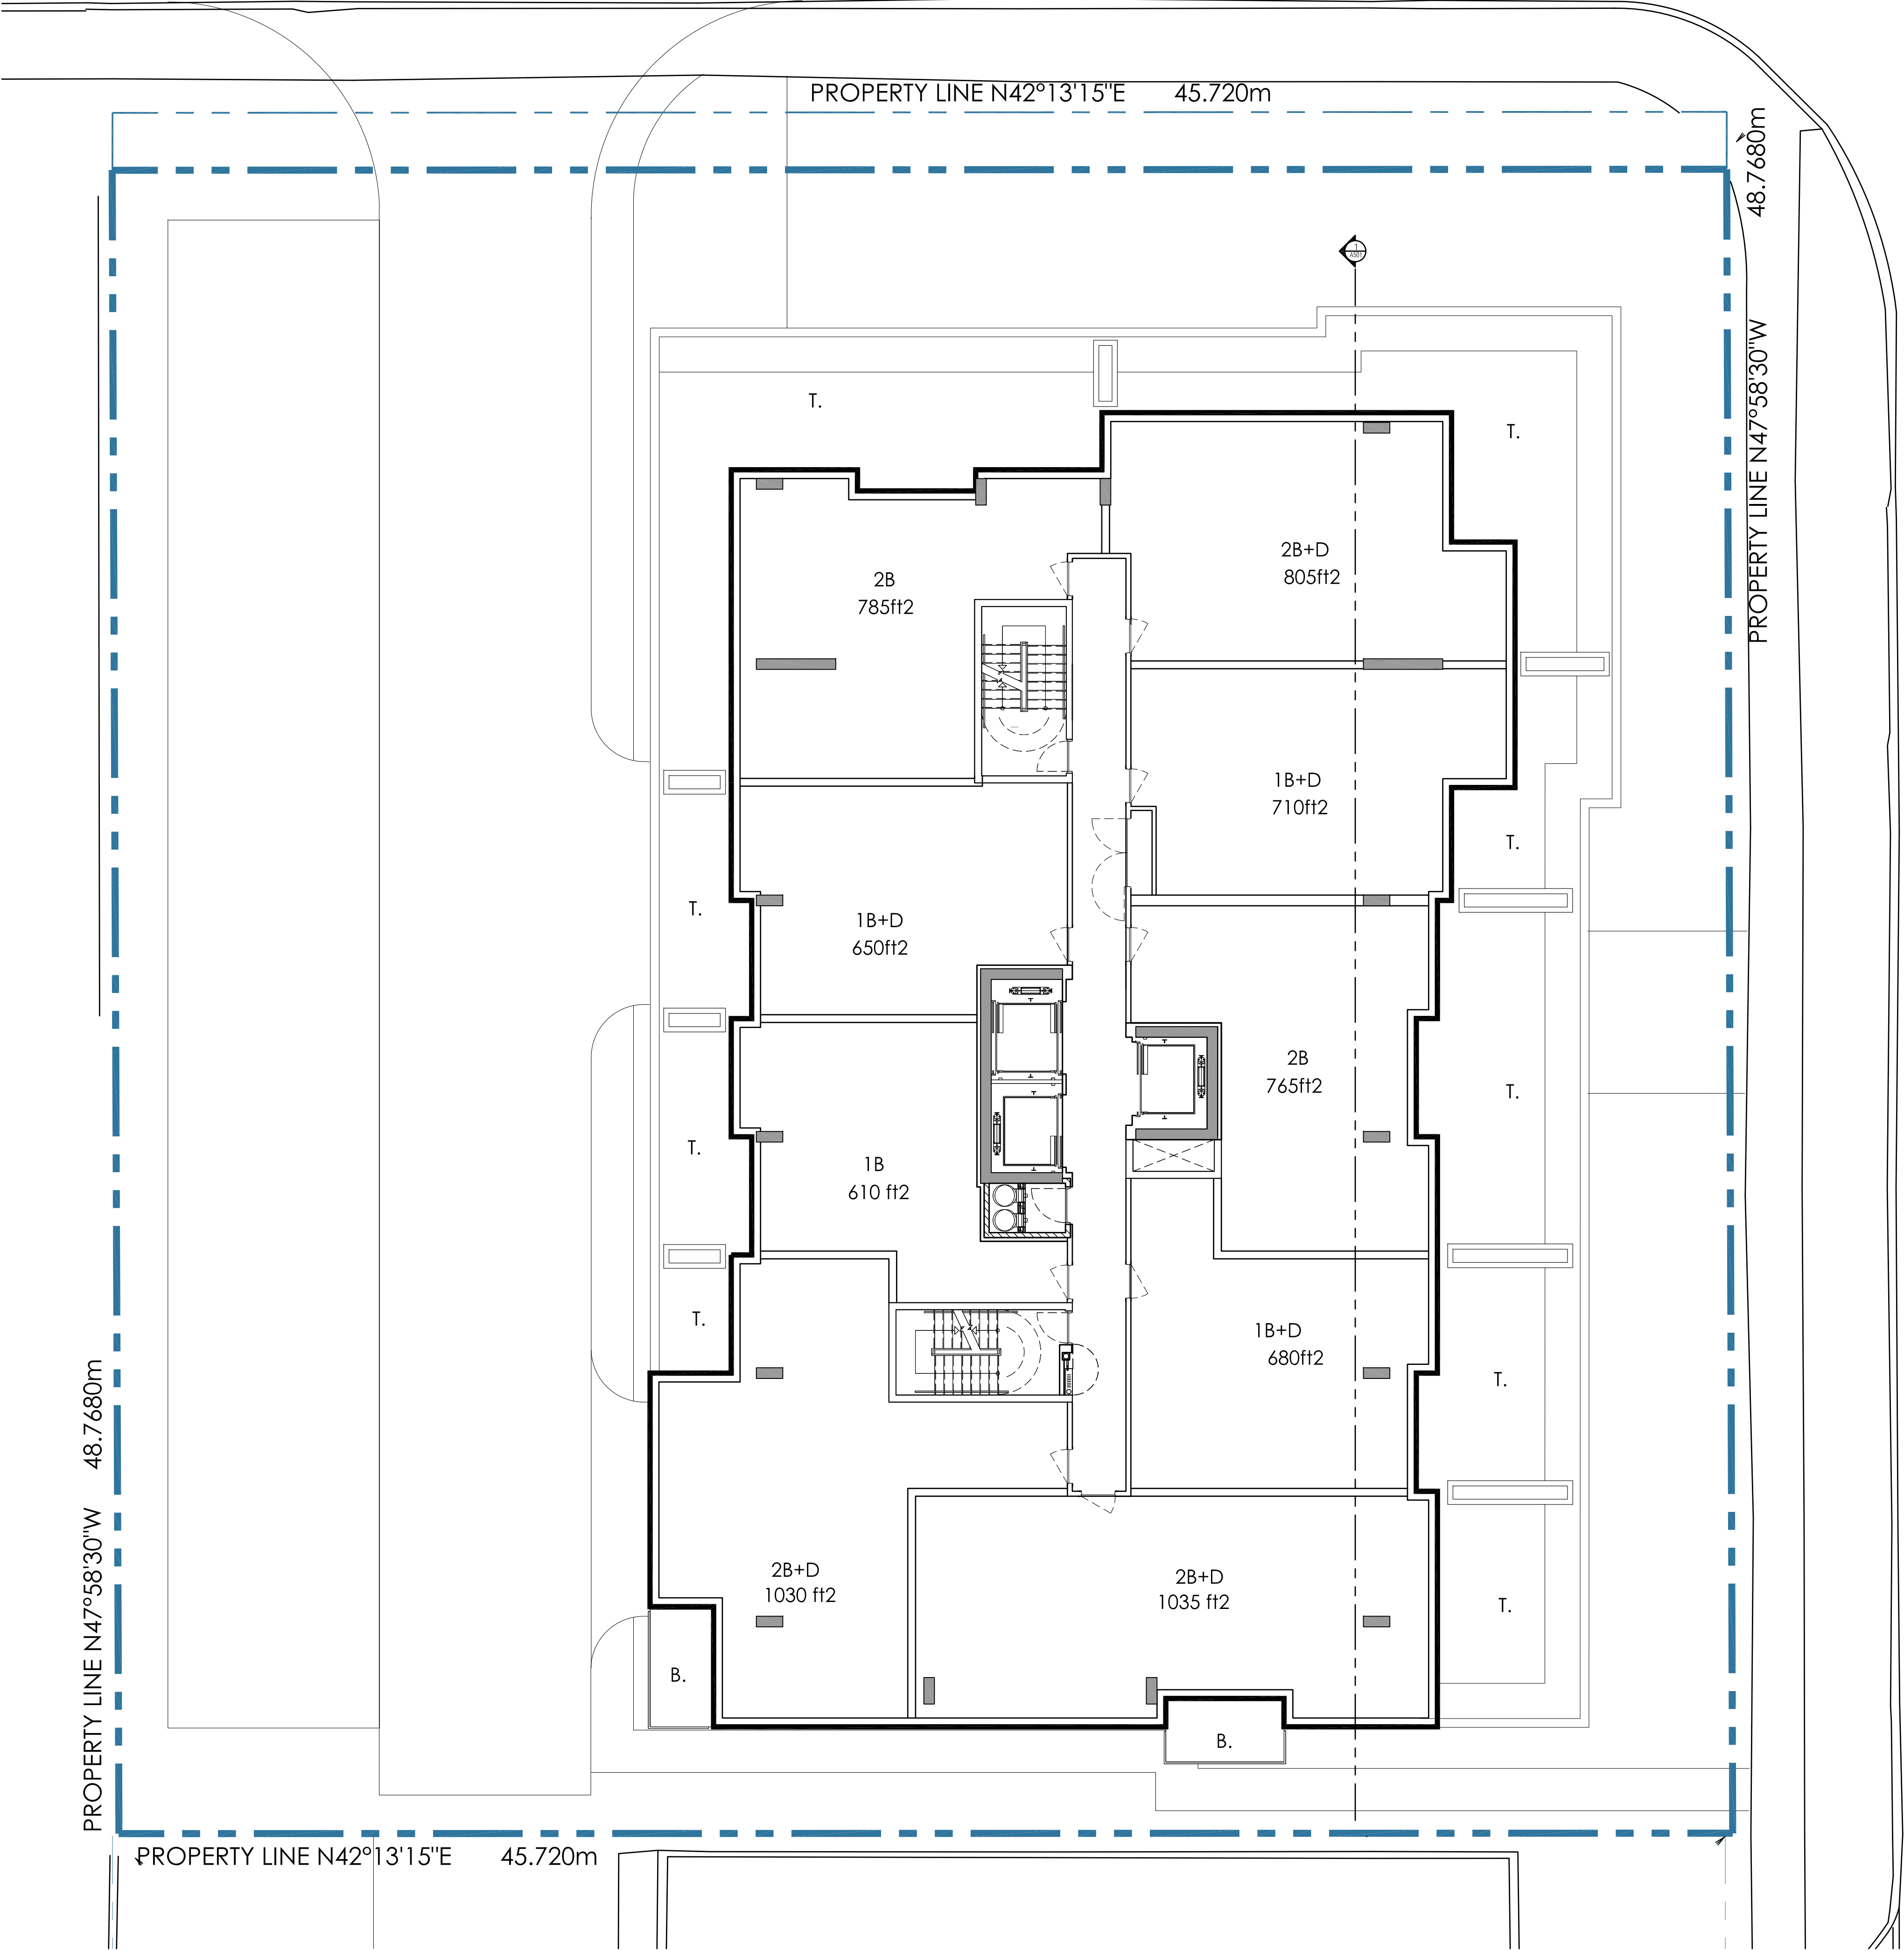 PROPERTY LINE N42°13'15"E 45.720m
48.7680m
PROPERTY LINE N47°58'30"W
1
A501
T.
T.
2B+D
805ft2
2B
785ft2
1B+D
710ft2
T.
T.
1B+D
650ft2
2B
765ft2
T.
T.
1B
610 ft2
T.
1B+D
680ft2
T.
48.7680m
PROPERTY LINE N47°58'30"W
2B+D
1030 ft2
2B+D
1035 ft2
T.
B.
B.
PROPERTY LINE N42°13'15"E 45.720m